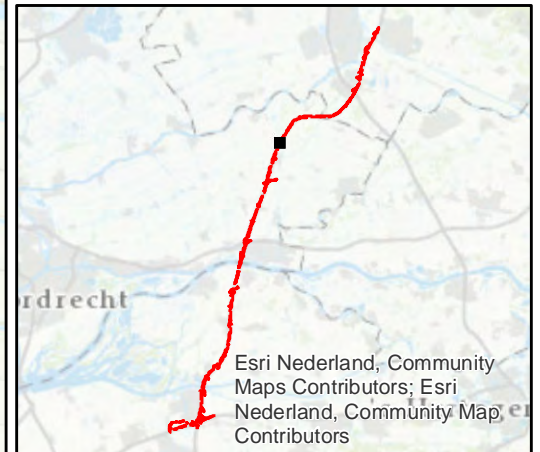 ordrecht
Esri Nederland, Community
Maps Contributors; Esri
Nederland, Community Map
Contributors